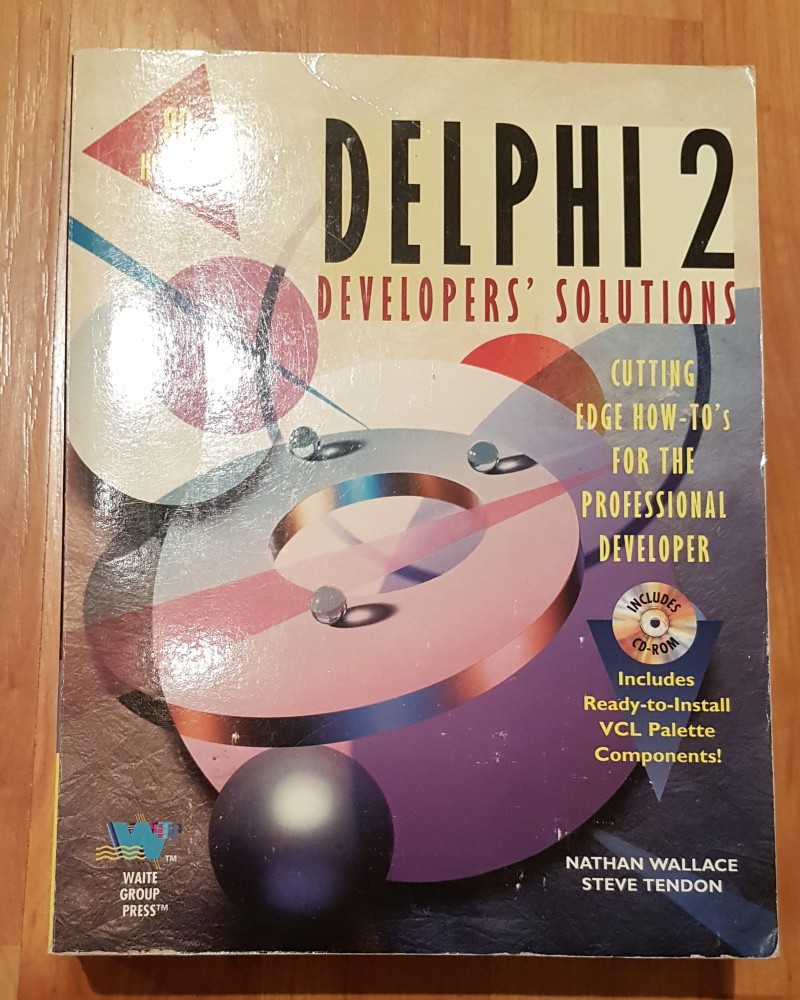 DELPHI 2
DEVELOPERS' SOLUTIONS
CUTTING
EDGE HOW-TO's
FOR THE
PROFESSIONAL
DEVELOPER
INCLUDES
CD-ROM
Includes
Ready-to-Install
VCL Palette
Components!
NATHAN WALLACE
STEVE TENDON
W
TM
WAITE
GROUP
PRESS™